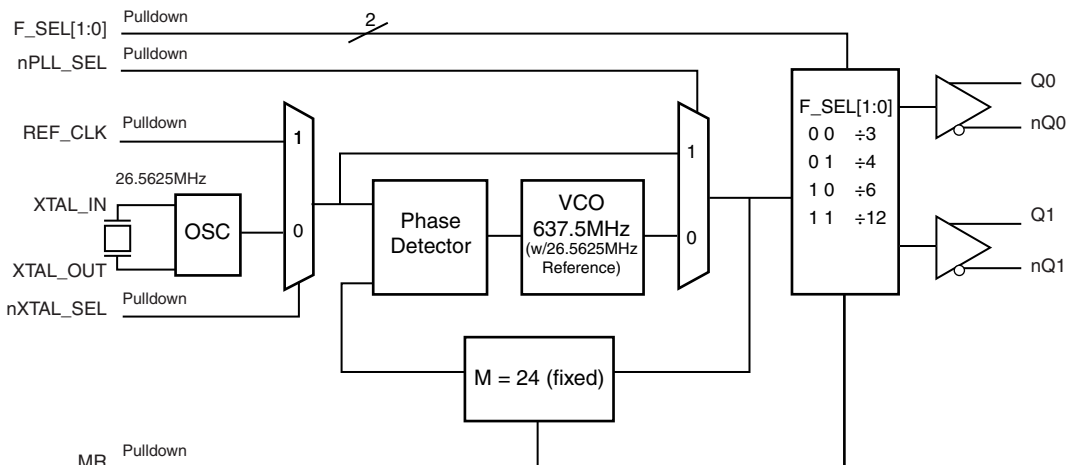 F_SEL[1:0] Pulldown 2
nPLL_SEL Pulldown
REF_CLK Pulldown
1
26.5625MHz
XTAL_IN
OSC
0
XTAL_OUT
nXTAL_SEL Pulldown
Phase
Detector
VCO
637.5MHz
(w/26.5625MHz
Reference)
1
0
M = 24 (fixed)
F_SEL[1:0]
0 0 ÷3
0 1 ÷4
1 0 ÷6
1 1 ÷12
Q0
nQ0
Q1
nQ1
MR Pulldown